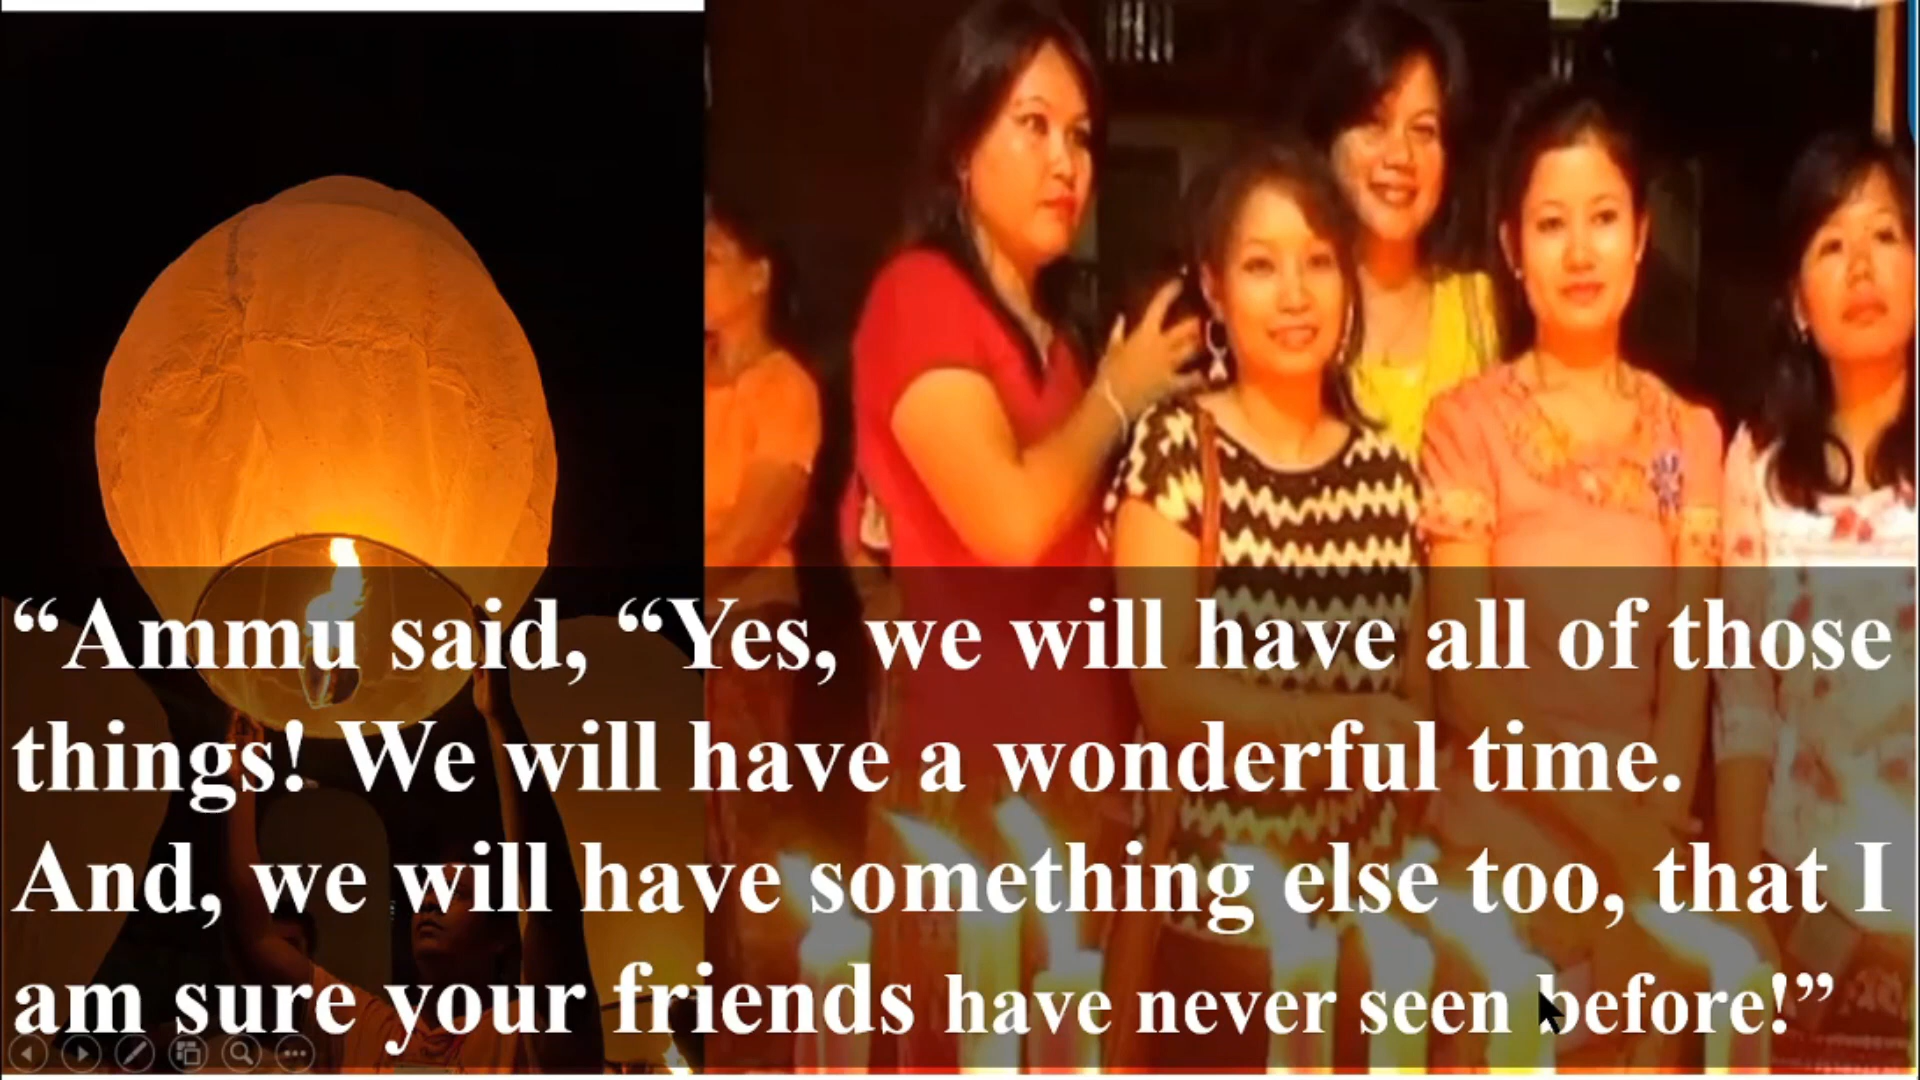 “Ammu said, “Yes, we will have all of those
things! We will have a wonderful time.
And, we will have something else too, that I
am sure your friends have never seen before!”